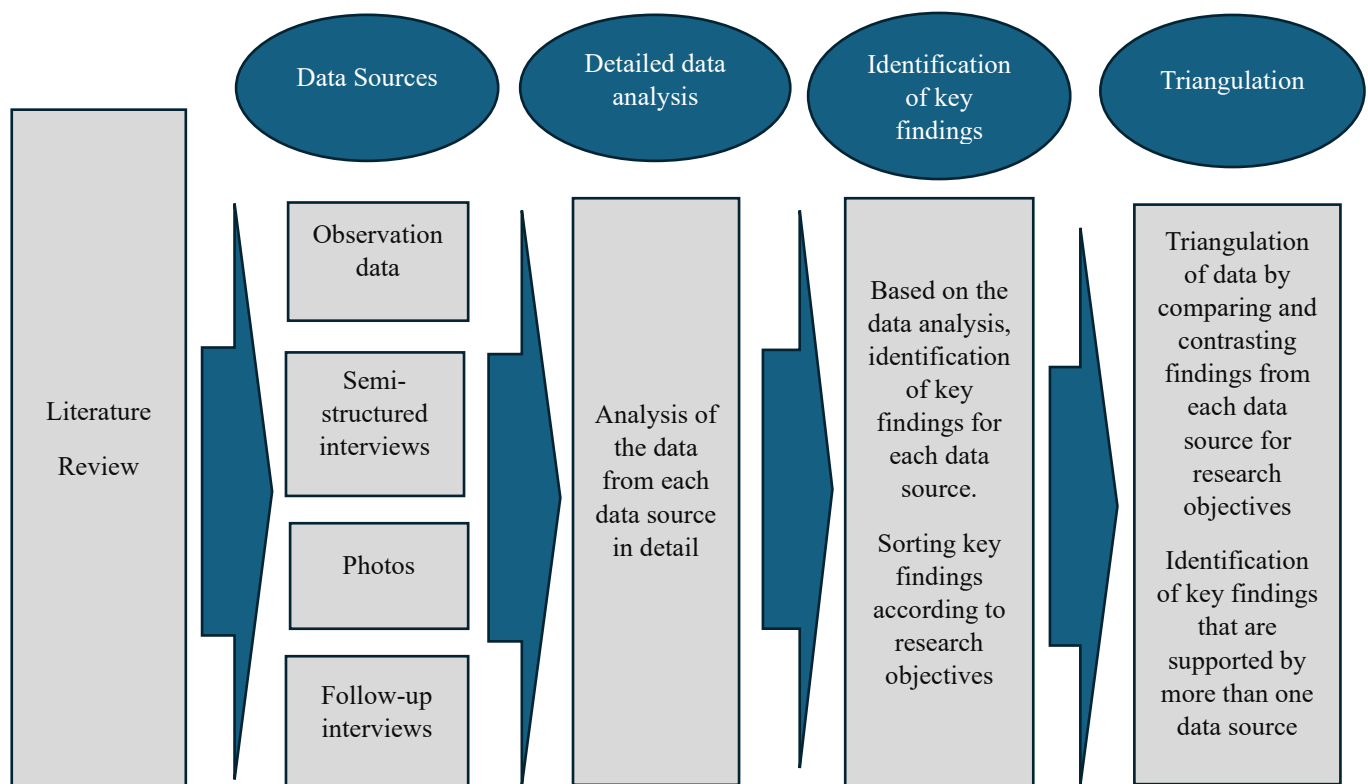 Data Sources
Detailed data
analysis
Identification
of key
findings
Triangulation
Literature
Review
Observation
data
Semi-
structured
interviews
Photos
Follow-up
interviews
Analysis of
the data
from each
data source
in detail
Based on the
data analysis,
identification
of key
findings for
each data
source.
Sorting key
findings
according to
research
objectives
Triangulation
of data by
comparing and
contrasting
findings from
each data
source for
research
objectives
Identification
of key findings
that are
supported by
more than one
data source